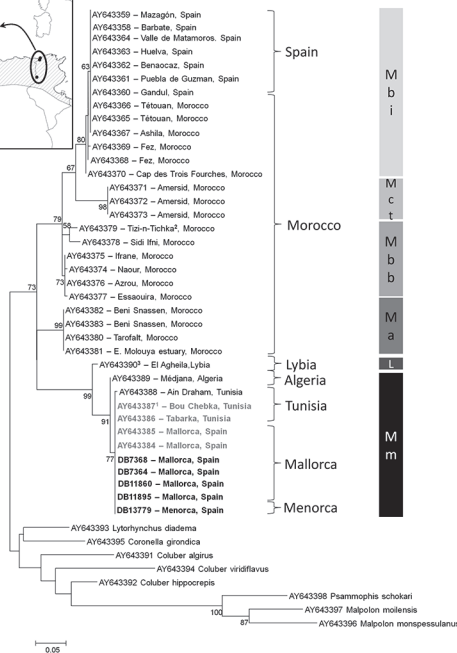 AY643359 – Mazagón, Spain
AY643358 – Barbate, Spain
AY643364 – Valle de Matamoros. Spain
AY643363 – Huelva, Spain
63
AY643362 – Benaocaz, Spain
Spain
AY643361 – Puebla de Guzman, Spain
AY643360 – Gandul, Spain
M
b
i
AY643366 – Tétouan, Morocco
AY643365 – Tétouan, Morocco
AY643367 – Ashila, Morocco
80
AY643369 – Fez, Morocco
AY643368 – Fez, Morocco
67
AY643370 – Cap des Trois Fourches, Morocco
AY643371 – Amersid, Morocco
AY643372 – Amersid, Morocco
98
AY643373 – Amersid, Morocco
M
c
t
79
58
AY643379 – Tizi-n-Tichka², Morocco
Morocco
AY643378 – Sidi Ifni, Morocco
AY643375 – Ifrane, Morocco
AY643374 – Naour, Morocco
73
AY643376 – Azrou, Morocco
AY643377 – Essaouira, Morocco
M
b
b
73
AY643382 – Beni Snassen, Morocco
99
AY643383 – Beni Snassen, Morocco
AY643380 – Tarofalt, Morocco
AY643381 – E. Molouya estuary, Morocco
M
a
AY643390³ – El Agheila,Lybia
Lybia
L
AY643389 – Médjana, Algeria
Algeria
99
AY643388 – Ain Draham, Tunisia
AY643387¹ – Bou Chebka, Tunisia
Tunisia
91
AY643386 – Tabarka, Tunisia
AY643385 – Mallorca, Spain
AY643384 – Mallorca, Spain
77
DB7368 – Mallorca, Spain
Mallorca
DB7364 – Mallorca, Spain
DB11860 – Mallorca, Spain
DB11895 – Mallorca, Spain
DB13779 – Menorca, Spain
Menorca
M
m
AY643393 Lytorhynchus diadema
AY643395 Coronella girondica
AY643391 Coluber algirus
AY643394 Coluber viridiflavus
AY643392 Coluber hippocrepis
AY643398 Psammophis schokari
100
AY643397 Malpolon moilensis
87
AY643396 Malpolon monspessulanus
0.05